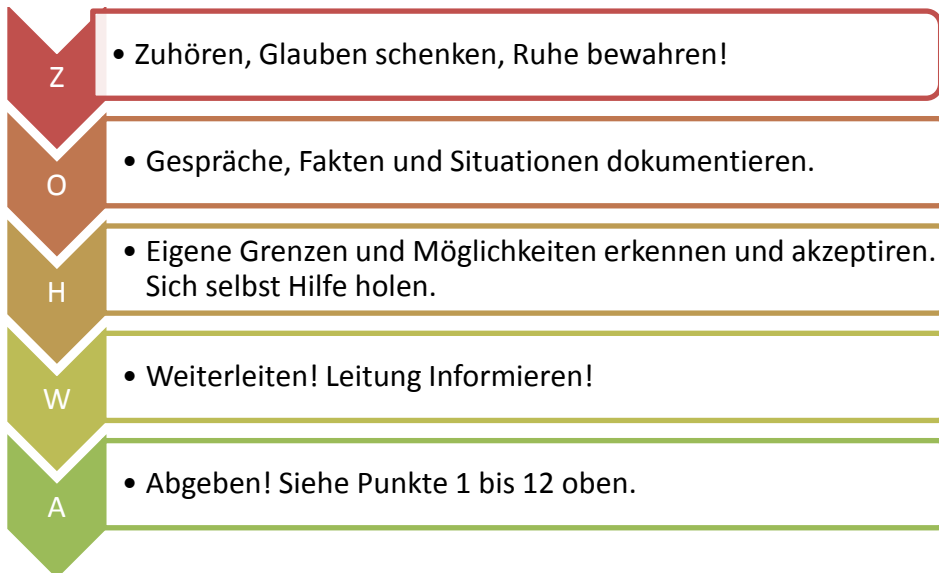 Z
• Zuhören, Glauben schenken, Ruhe bewahren!
O
• Gespräche, Fakten und Situationen dokumentieren.
H
• Eigene Grenzen und Möglichkeiten erkennen und akzeptiren.
Sich selbst Hilfe holen.
W
• Weiterleiten! Leitung Informieren!
A
• Abgeben! Siehe Punkte 1 bis 12 oben.